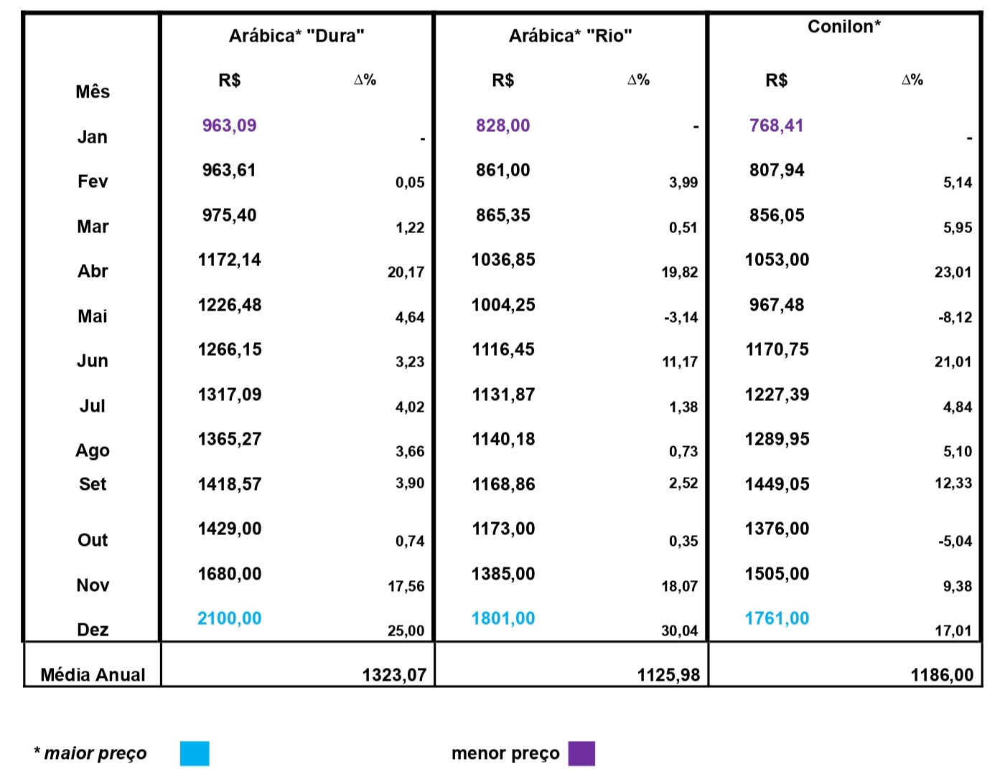 Arábica* "Dura" Arábica* "Rio" Conilon*
Mês R$ ∆% R$ ∆% R$ ∆%
Jan 963,09 - 828,00 - 768,41 -
Fev 963,61 0,05 861,00 3,99 807,94 5,14
Mar 975,40 1,22 865,35 0,51 856,05 5,95
Abr 1172,14 20,17 1036,85 19,82 1053,00 23,01
Mai 1226,48 4,64 1004,25 -3,14 967,48 -8,12
Jun 1266,15 3,23 1116,45 11,17 1170,75 21,01
Jul 1317,09 4,02 1131,87 1,38 1227,39 4,84
Ago 1365,27 3,66 1140,18 0,73 1289,95 5,10
Set 1418,57 3,90 1168,86 2,52 1449,05 12,33
Out 1429,00 0,74 1173,00 0,35 1376,00 -5,04
Nov 1680,00 17,56 1385,00 18,07 1505,00 9,38
Dez 2100,00 25,00 1801,00 30,04 1761,00 17,01
Média Anual 1323,07 1125,98 1186,00
* maior preço menor preço